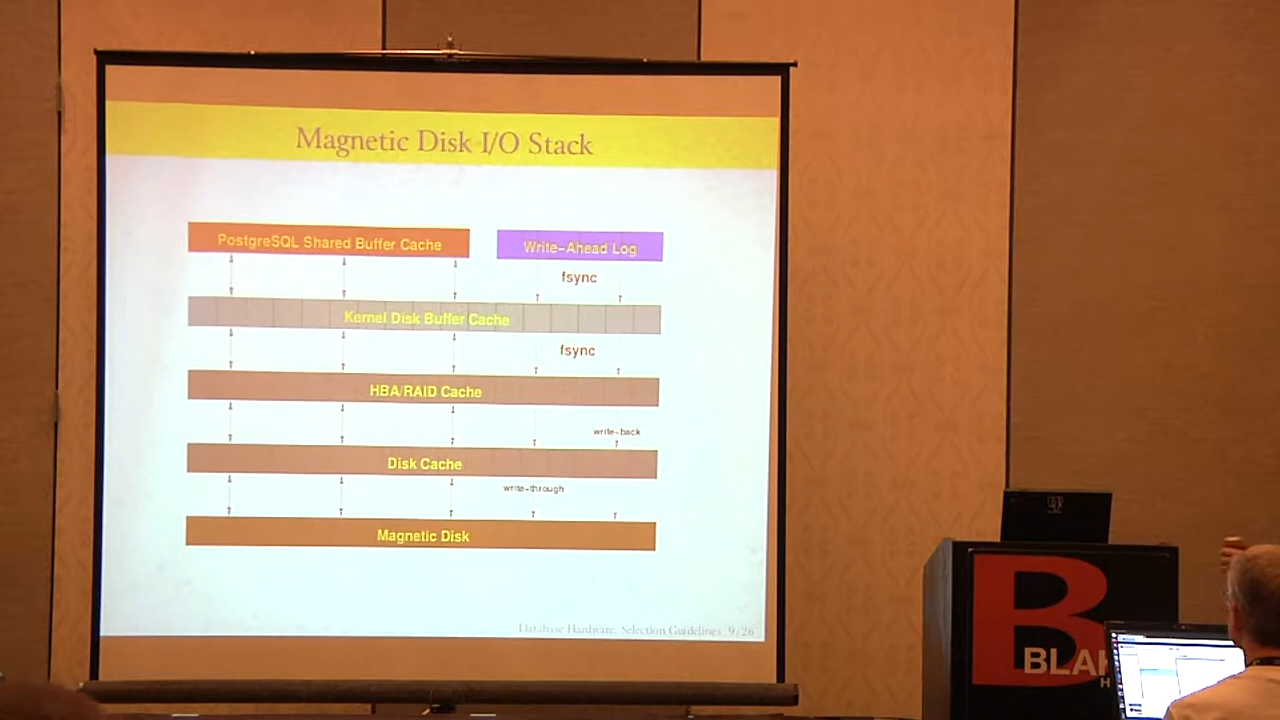 Magnetic Disk I/O Stack
PostgreSQL Shared Buffer Cache
Write-Ahead Log
fsync
Kernel Disk Buffer Cache
fsync
HBA/RAID Cache
write-back
Disk Cache
write-through
Magnetic Disk
Database Hardware, Selection Guidelines 9/26
B
BLA
H